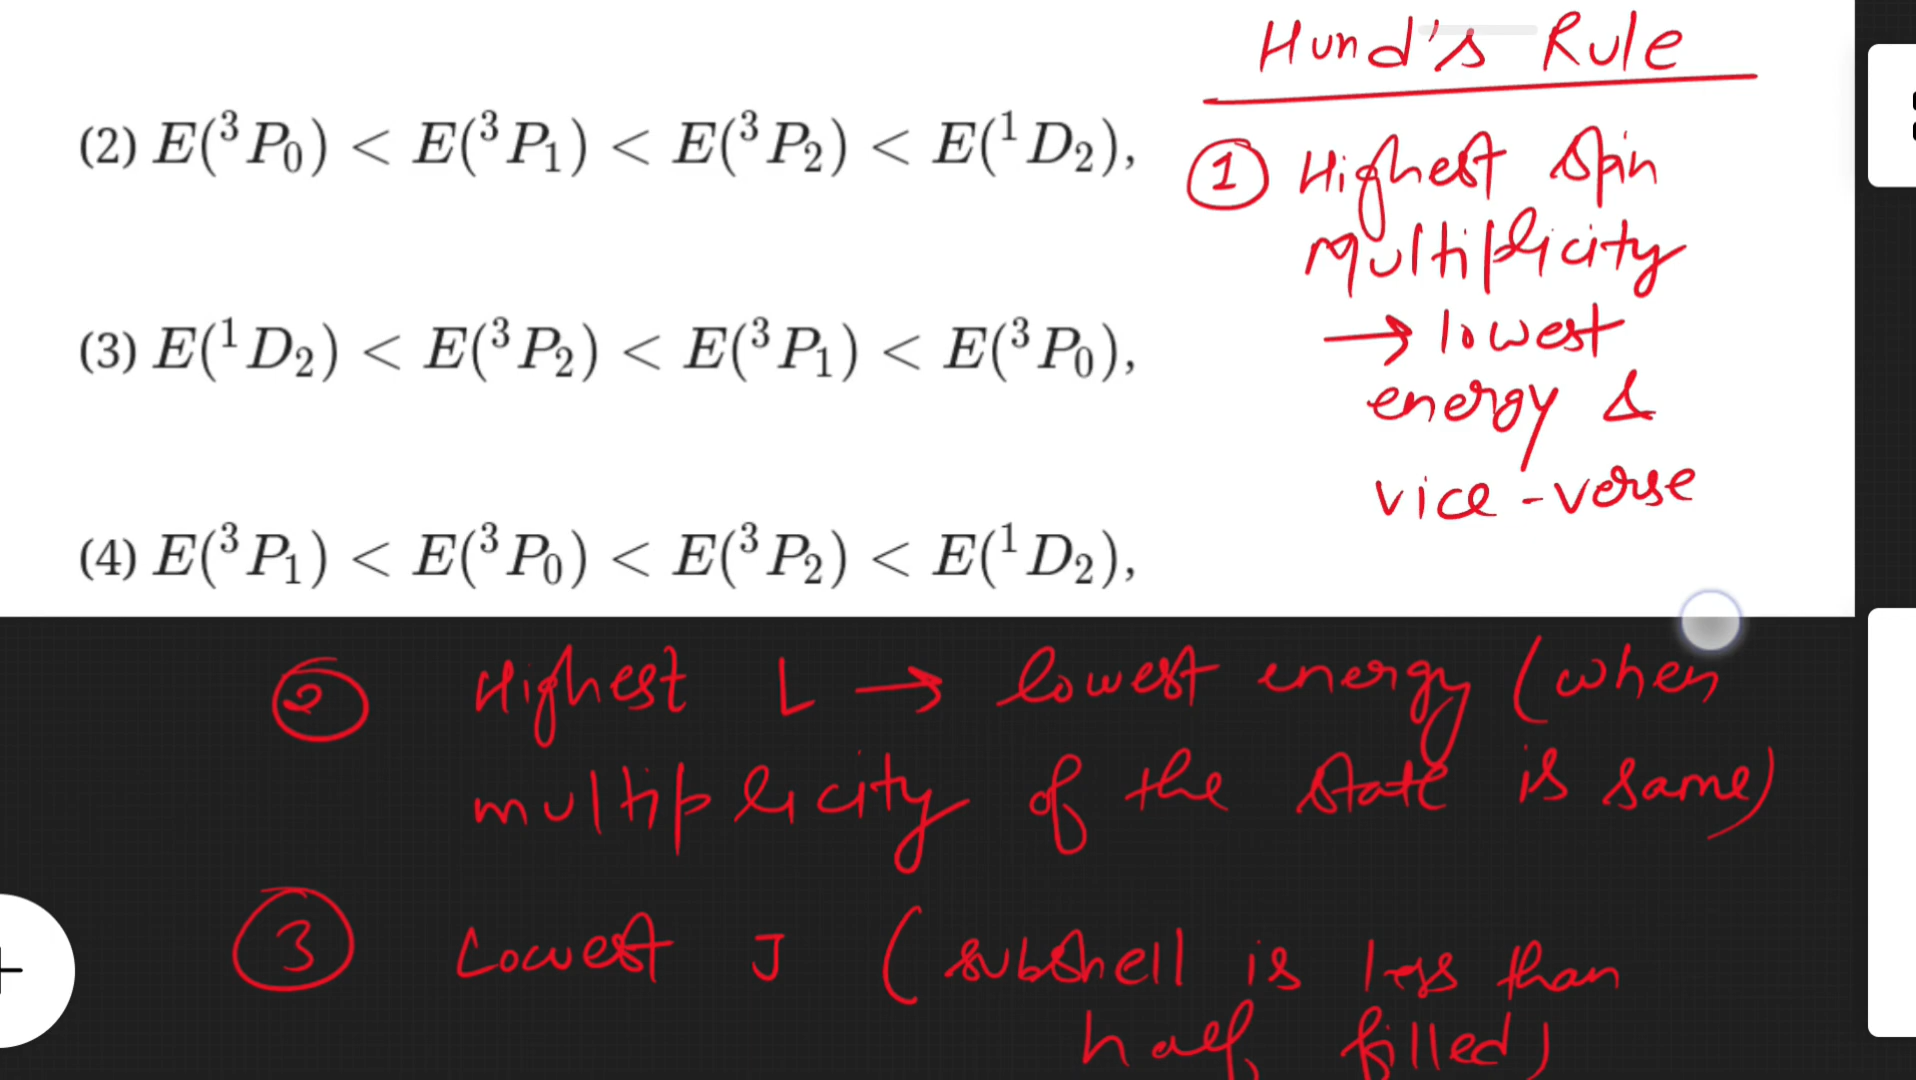 Hund's Rule
(2) E(³P₀) < E(³P₁) < E(³P₂) < E(¹D₂),
① Highest spin
multiplicity
→ lowest
energy &
vice-verse
(3) E(¹D₂) < E(³P₂) < E(³P₁) < E(³P₀),
(4) E(³P₁) < E(³P₀) < E(³P₂) < E(¹D₂),
② Highest L → lowest energy (when
multiplicity of the state is same)
③ Lowest J (subshell is less than
half filled)